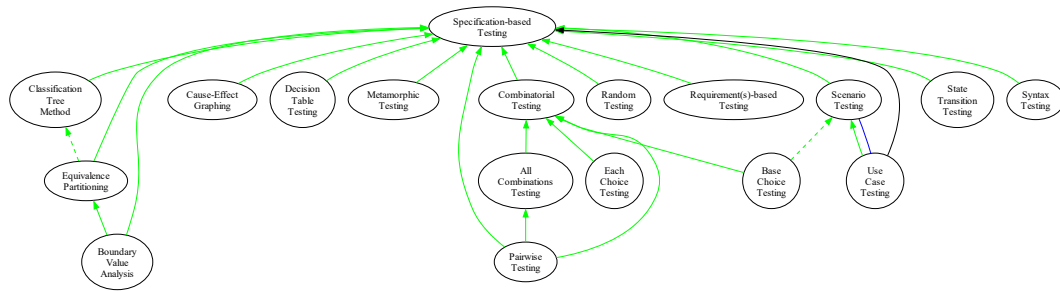 Specification-based
Testing
Classification
Tree
Method
Cause-Effect
Graphing
Decision
Table
Testing
Metamorphic
Testing
Combinatorial
Testing
Random
Testing
Requirement(s)-based
Testing
Scenario
Testing
State
Transition
Testing
Syntax
Testing
Equivalence
Partitioning
All
Combinations
Testing
Each
Choice
Testing
Base
Choice
Testing
Use
Case
Testing
Boundary
Value
Analysis
Pairwise
Testing